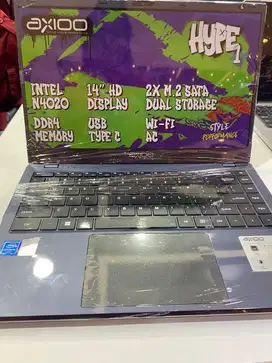 AXIOO
HYPE
1
INTEL
N4020
14" HD
DISPLAY
2X M.2 SATA
DUAL STORAGE
DDR4
MEMORY
USB
TYPE C
WI-FI
AC
STYLE
PERFORMANCE
AXIOO